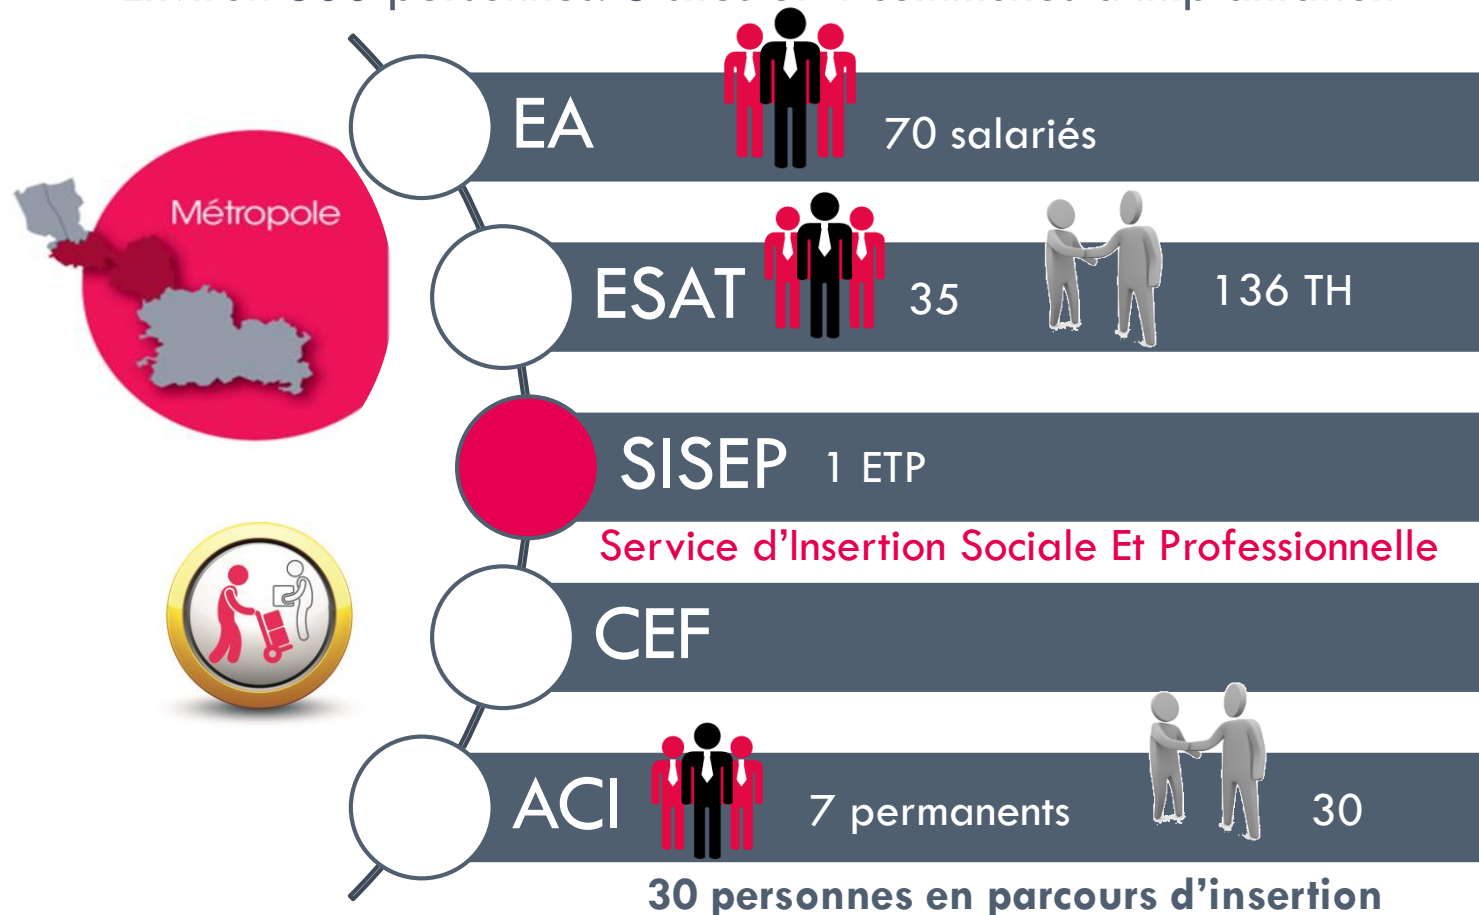 EA
70 salariés
Métropole
ESAT
35
136 TH
SISEP 1 ETP
Service d'Insertion Sociale Et Professionnelle
CEF
ACI
7 permanents
30
30 personnes en parcours d'insertion